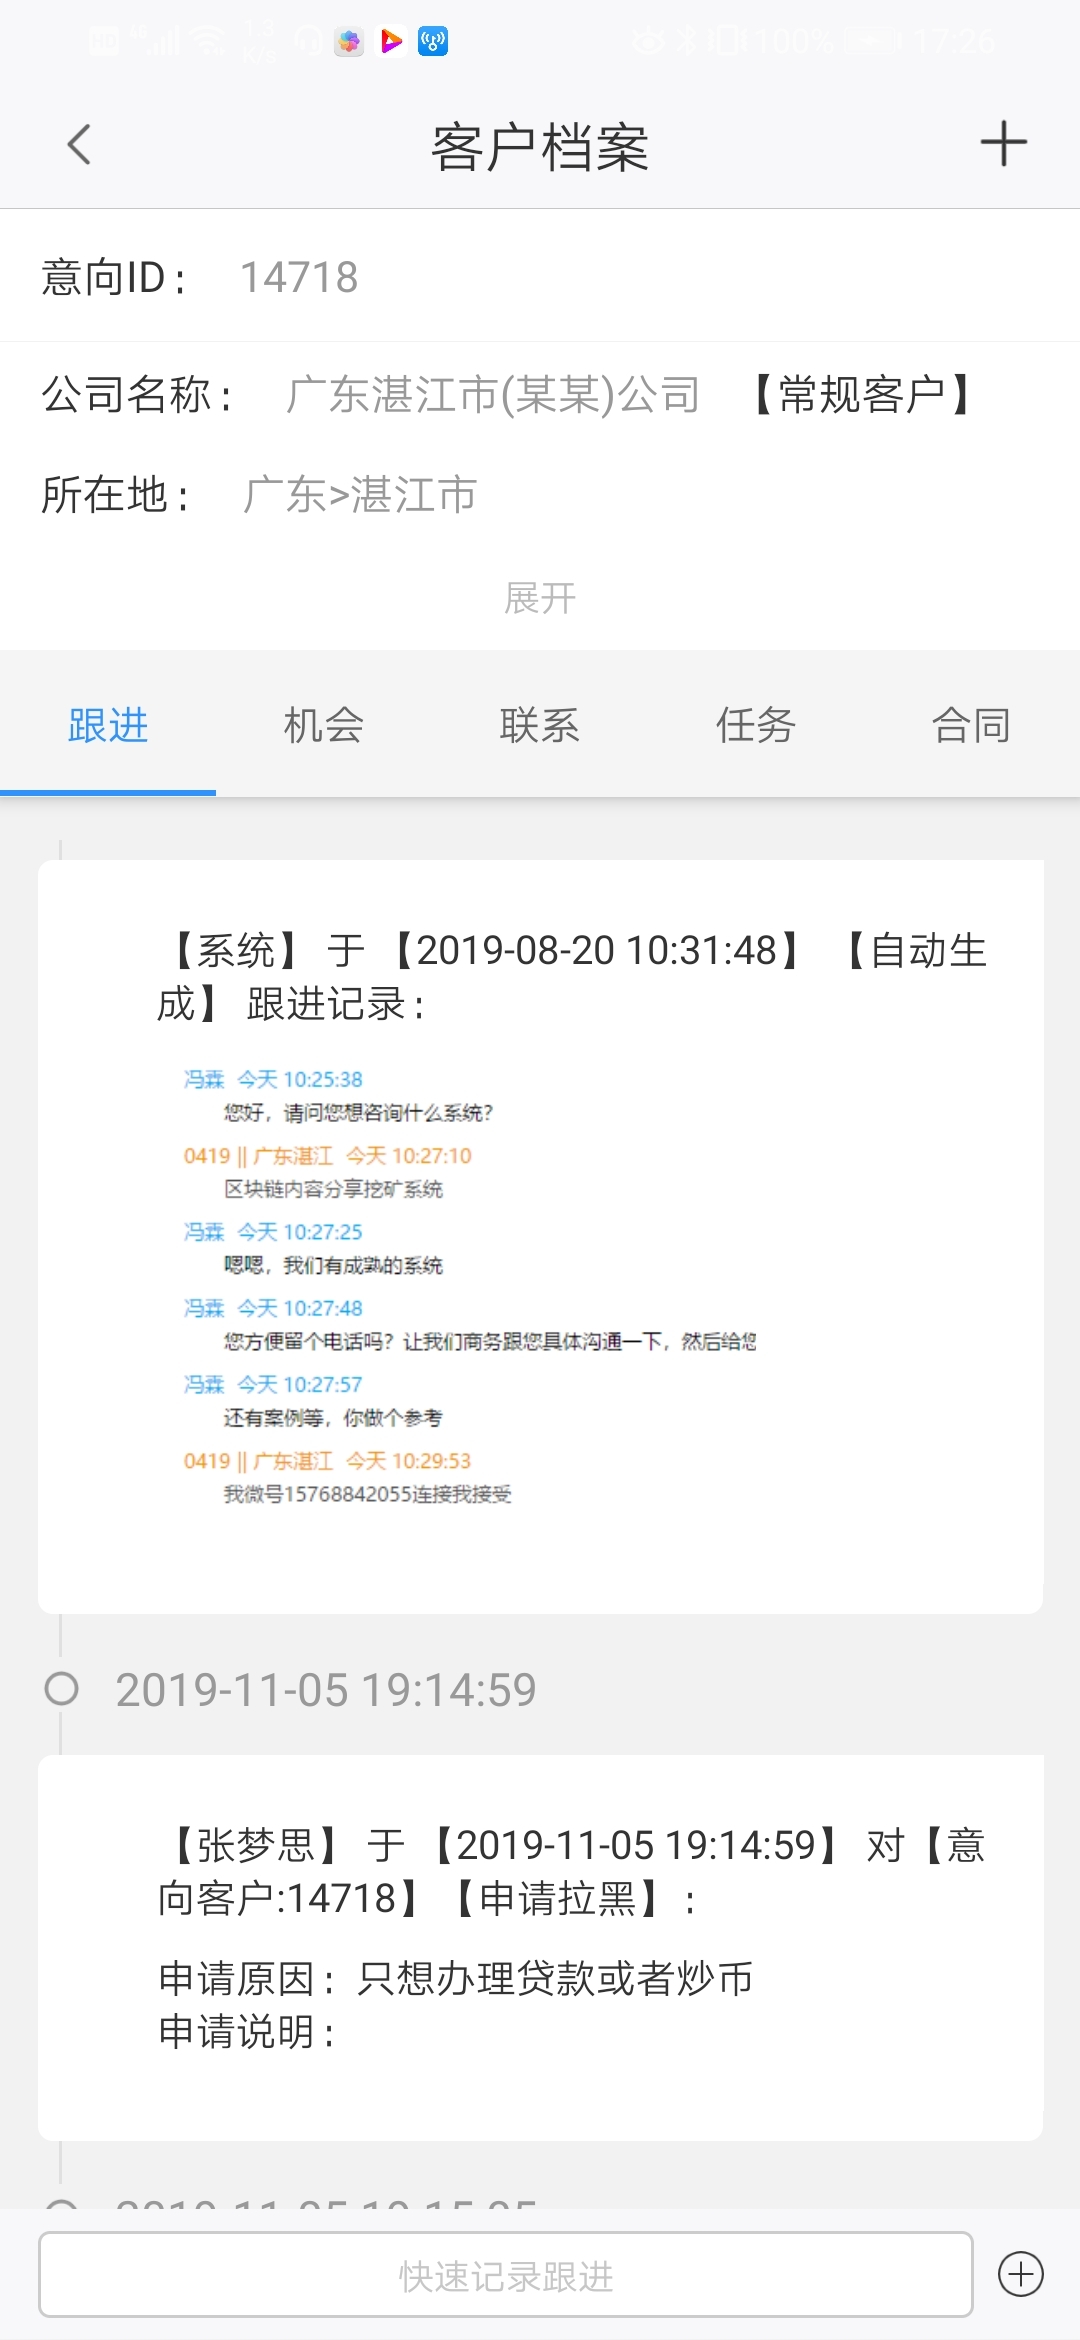 HD 4G 1.3 K/s 100% 17:26
客户档案
意向ID： 14718
公司名称： 广东湛江市(某某)公司 【常规客户】
所在地： 广东>湛江市
展开
跟进 机会 联系 任务 合同
【系统】 于 【2019-08-20 10:31:48】 【自动生
成】 跟进记录：
冯霖 今天 10:25:38
您好，请问您想咨询什么系统？
0419 || 广东湛江 今天 10:27:10
区块链内容分享挖矿系统
冯霖 今天 10:27:25
嗯嗯，我们有成熟的系统
冯霖 今天 10:27:48
您方便留个电话吗？让我们商务跟您具体沟通一下，然后给您
冯霖 今天 10:27:57
还有案例等，你做个参考
0419 || 广东湛江 今天 10:29:53
我微号15768842055连接我接受
2019-11-05 19:14:59
【张梦思】 于 【2019-11-05 19:14:59】 对【意
向客户:14718】【申请拉黑】：
申请原因：只想办理贷款或者炒币
申请说明：
快速记录跟进